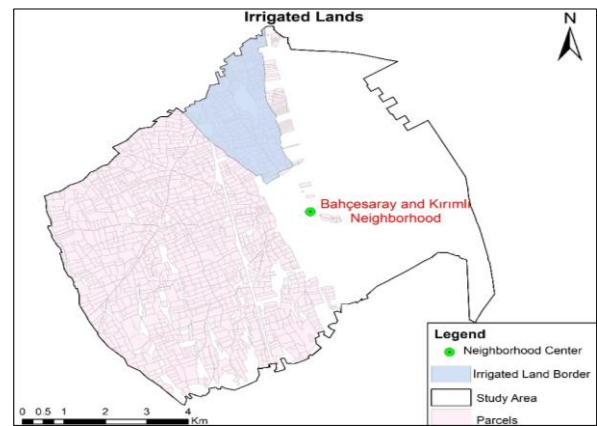 Irrigated Lands
N
Bahçesaray and Kırımlı
Neighborhood
Legend
Neighborhood Center
Irrigated Land Border
Study Area
Parcels
0 0.5 1 2 3 4
Km